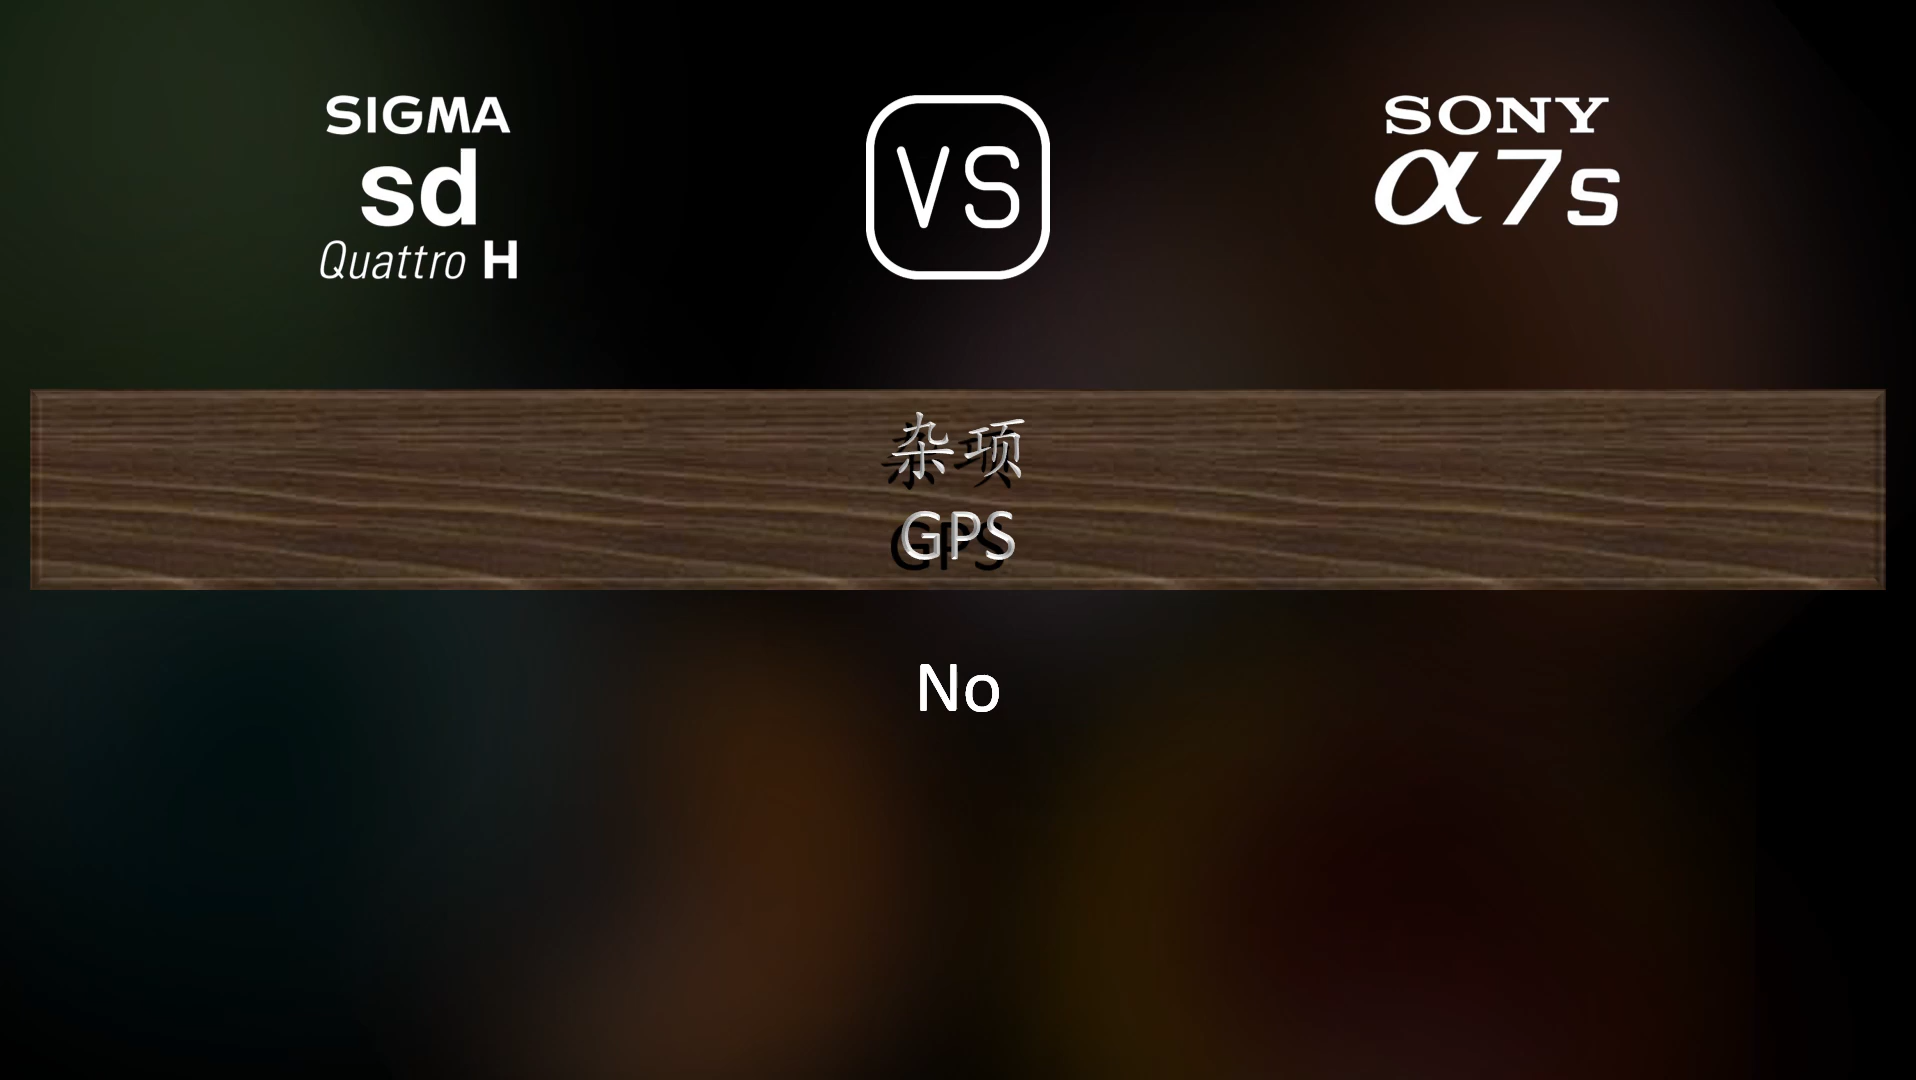 SIGMA
sd
Quattro H
VS
SONY
α7s
杂项
GPS
No